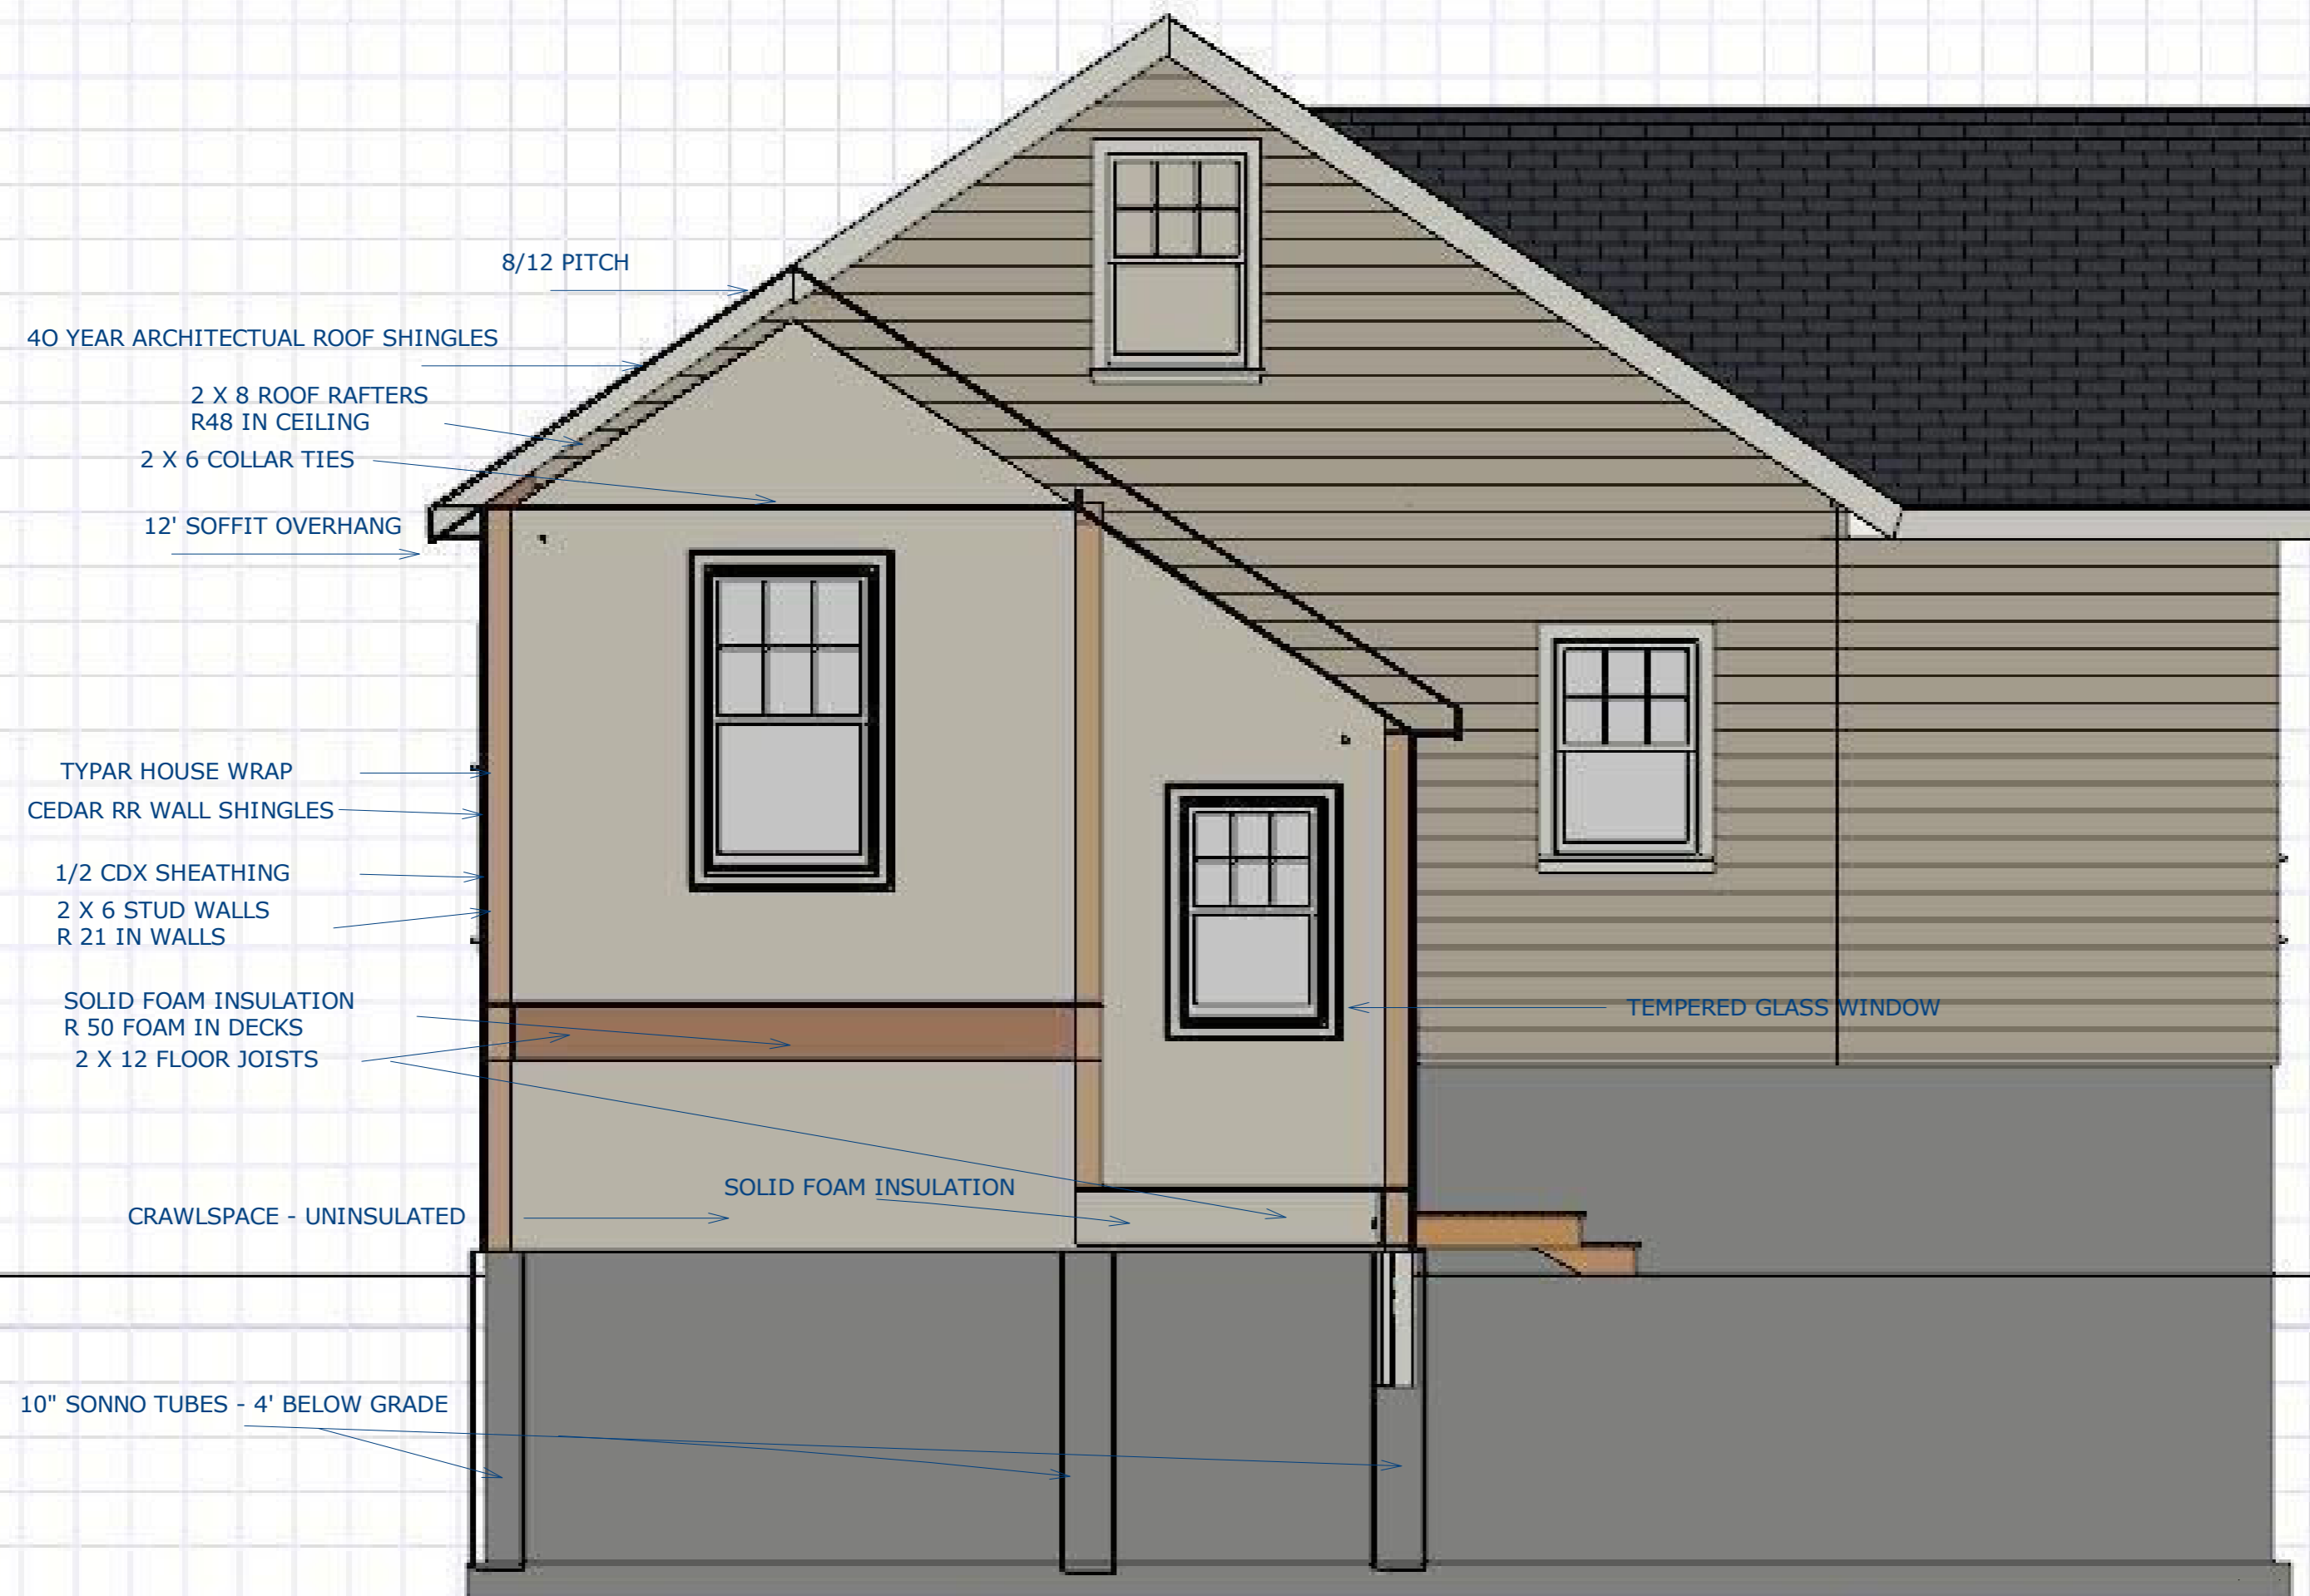 8/12 PITCH
4O YEAR ARCHITECTUAL ROOF SHINGLES
2 X 8 ROOF RAFTERS
R48 IN CEILING
2 X 6 COLLAR TIES
12' SOFFIT OVERHANG
TYPAR HOUSE WRAP
CEDAR RR WALL SHINGLES
1/2 CDX SHEATHING
2 X 6 STUD WALLS
R 21 IN WALLS
SOLID FOAM INSULATION
R 50 FOAM IN DECKS
2 X 12 FLOOR JOISTS
TEMPERED GLASS WINDOW
SOLID FOAM INSULATION
CRAWLSPACE - UNINSULATED
10" SONNO TUBES - 4' BELOW GRADE